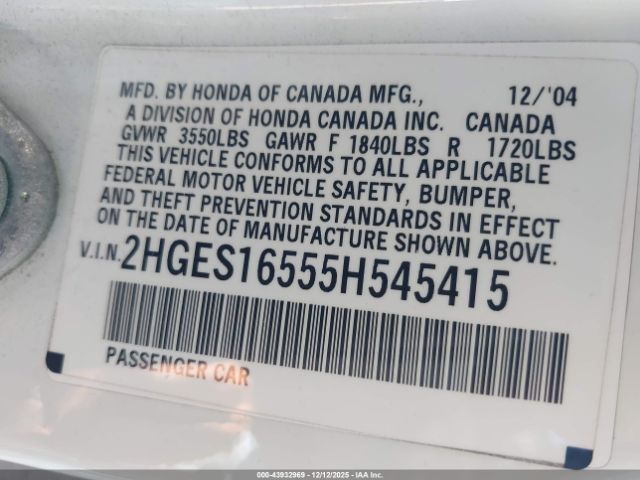 MFD. BY HONDA OF CANADA MFG., 12/'04
A DIVISION OF HONDA CANADA INC. CANADA
GVWR 3550LBS GAWR F 1840LBS R 1720LBS
THIS VEHICLE CONFORMS TO ALL APPLICABLE
FEDERAL MOTOR VEHICLE SAFETY, BUMPER,
AND THEFT PREVENTION STANDARDS IN EFFECT
ON THE DATE OF MANUFACTURE SHOWN ABOVE.
V.I.N. 2HGES16555H545415
PASSENGER CAR
000-43932969 - 12/12/2025 - IAAI.COM